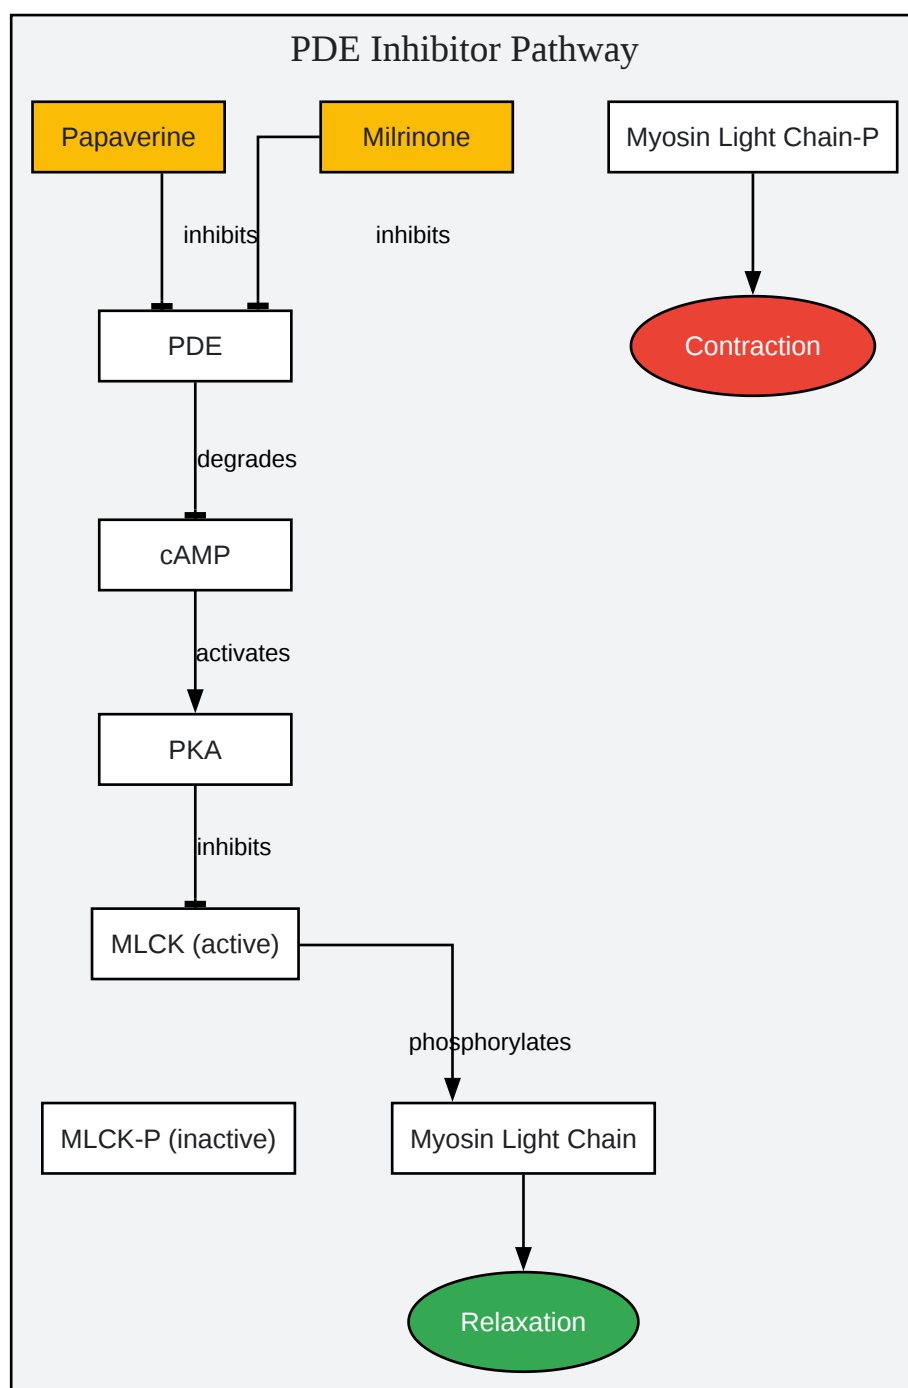 PDE Inhibitor Pathway
Papaverine
Milrinone
Myosin Light Chain-P
inhibits
inhibits
PDE
Contraction
degrades
cAMP
activates
PKA
inhibits
MLCK (active)
phosphorylates
MLCK-P (inactive)
Myosin Light Chain
Relaxation